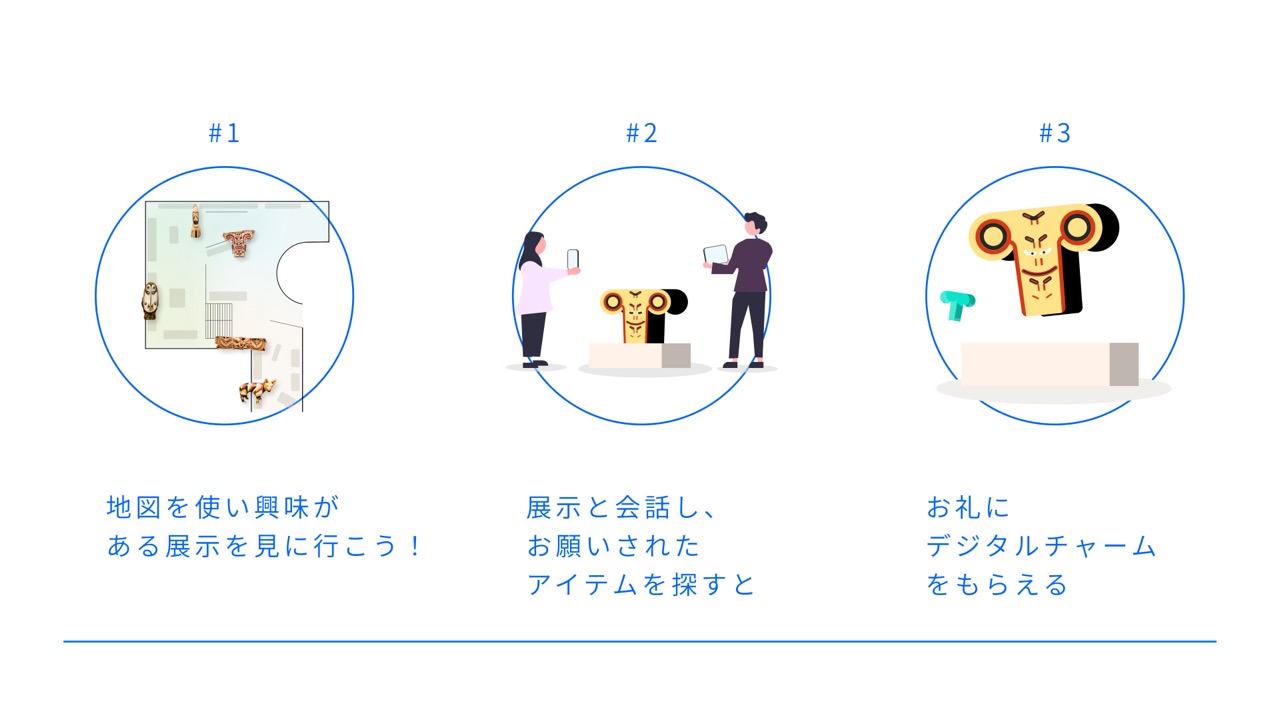 #1
地図を使い興味が
ある展示を見に行こう！
#2
展示と会話し、
お願いされた
アイテムを探すと
#3
お礼に
デジタルチャーム
をもらえる